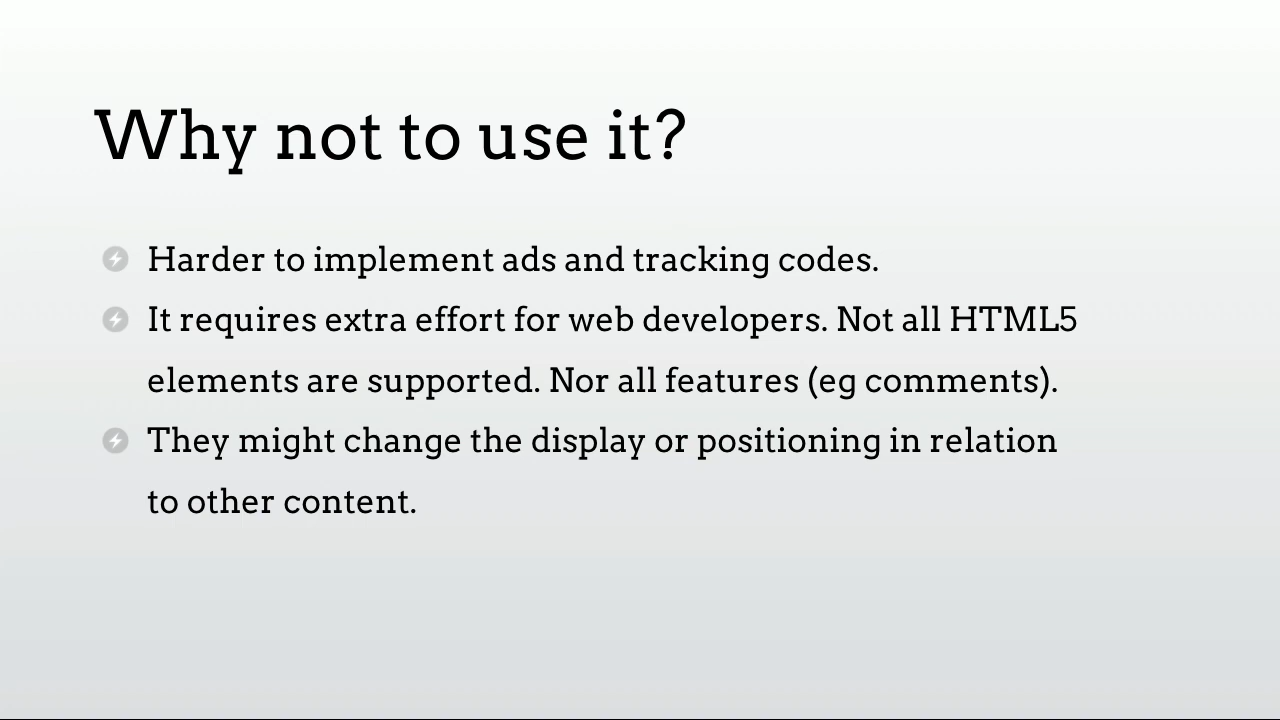 Why not to use it?
Harder to implement ads and tracking codes.
It requires extra effort for web developers. Not all HTML5
elements are supported. Nor all features (eg comments).
They might change the display or positioning in relation
to other content.